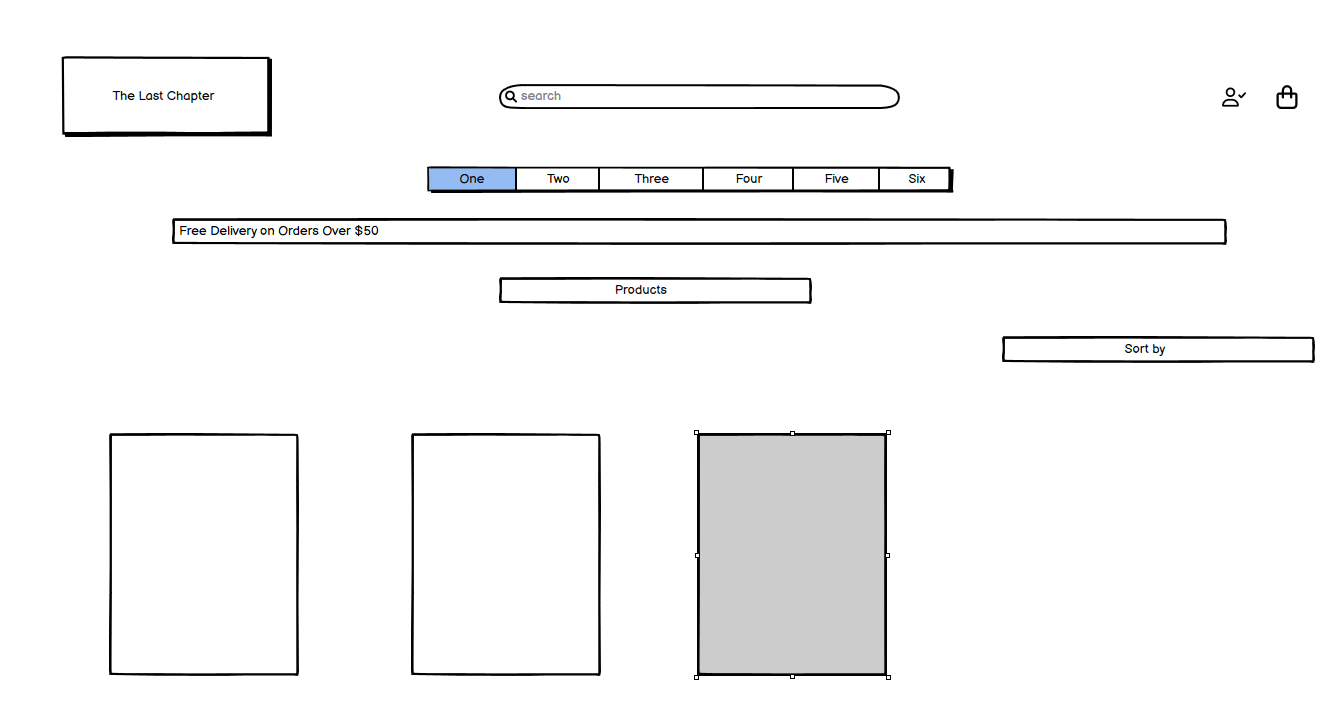 The Last Chapter
search
One Two Three Four Five Six
Free Delivery on Orders Over $50
Products
Sort by